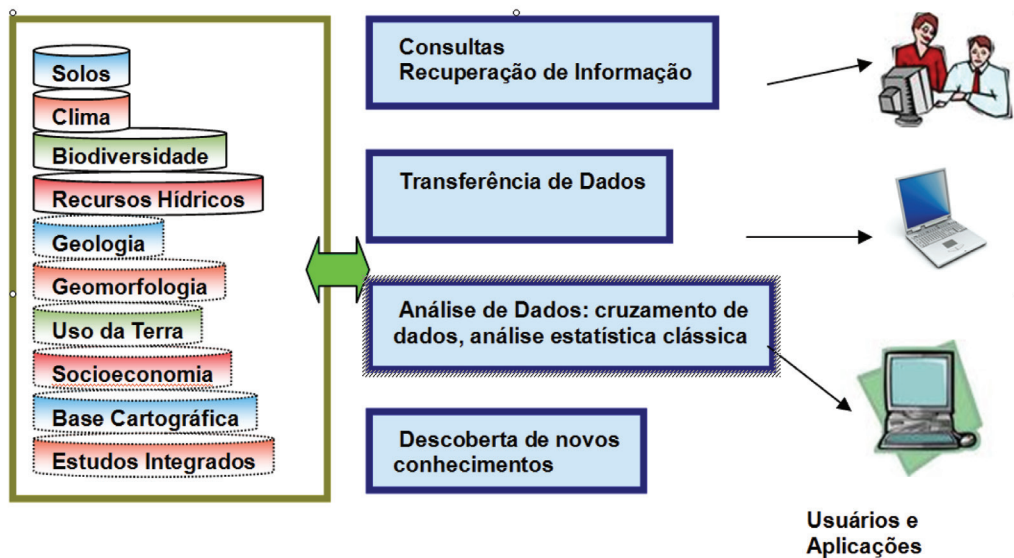 Solos
Clima
Biodiversidade
Recursos Hídricos
Geologia
Geomorfologia
Uso da Terra
Socioeconomia
Base Cartográfica
Estudos Integrados
Consultas
Recuperação de Informação
Transferência de Dados
Análise de Dados: cruzamento de
dados, análise estatística clássica
Descoberta de novos
conhecimentos
Usuários e
Aplicações